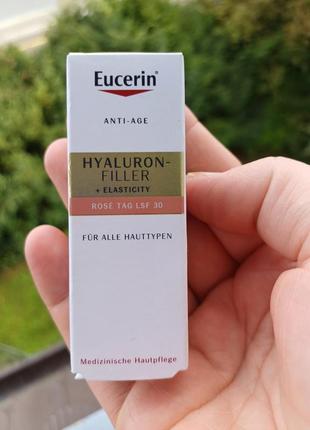 Eucerin®
ANTI-AGE
HYALURON-
FILLER
+ ELASTICITY
ROSÉ TAG LSF 30
FÜR ALLE HAUTTYPEN
Medizinische Hautpflege